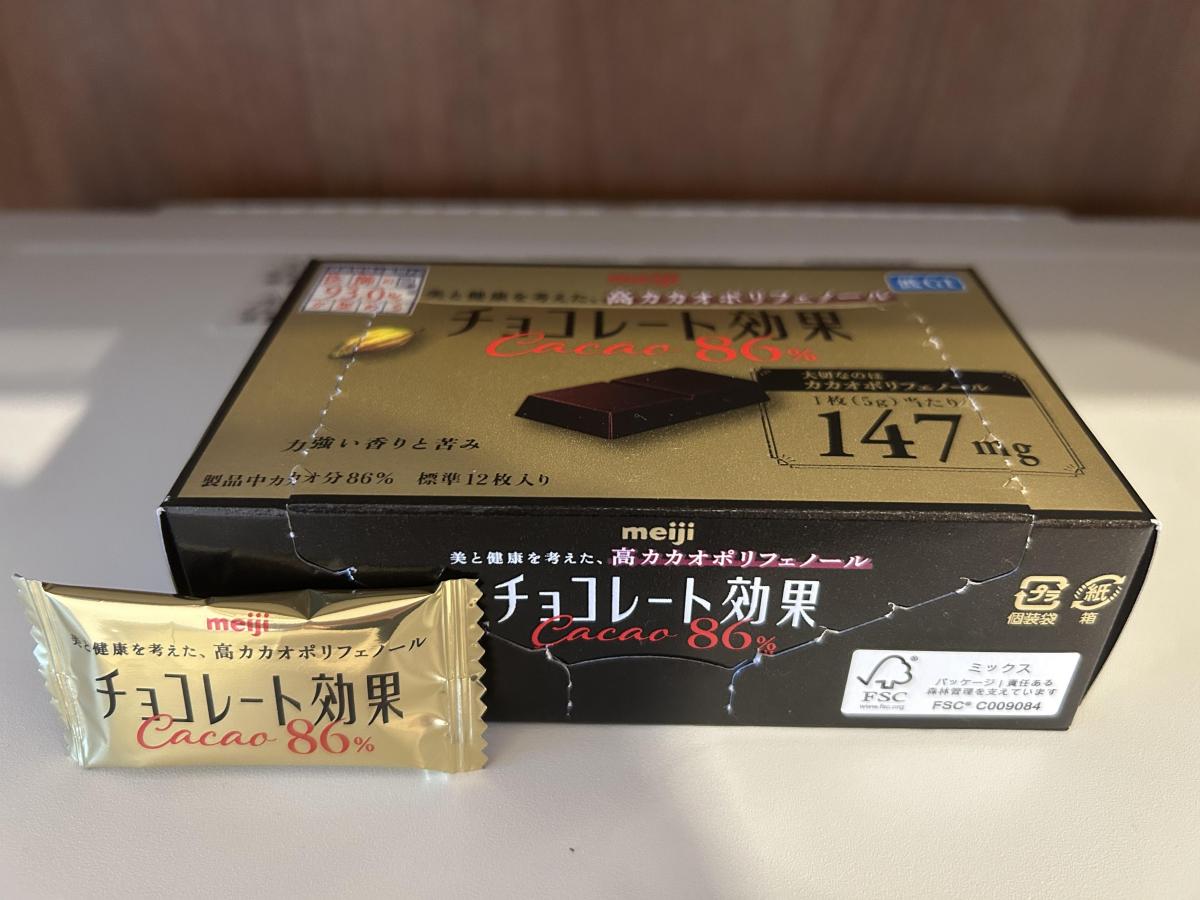 meiji
美と健康を考えた、高カカオポリフェノール
チョコレート効果
Cacao 86%
低GI
大切なのは
カカオポリフェノール
1枚(5g)当たり
147mg
力強い香りと苦み
製品中カカオ分86% 標準12枚入り
meiji
美と健康を考えた、高カカオポリフェノール
チョコレート効果
Cacao 86%
プラ
個装袋
紙
箱
FSC
www.fsc.org
ミックス
パッケージ|責任ある
森林管理を支えています
FSC® C009084
meiji
美と健康を考えた、高カカオポリフェノール
チョコレート効果
Cacao 86%